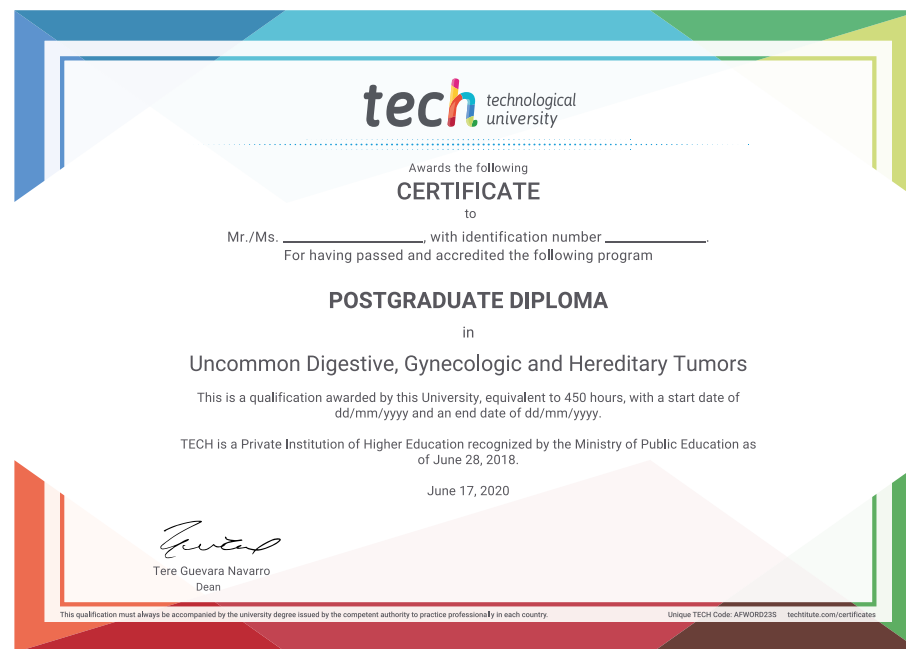 tech technological
university
Awards the following
CERTIFICATE
to
Mr./Ms. ____________, with identification number ____________.
For having passed and accredited the following program
POSTGRADUATE DIPLOMA
in
Uncommon Digestive, Gynecologic and Hereditary Tumors
This is a qualification awarded by this University, equivalent to 450 hours, with a start date of
dd/mm/yyyy and an end date of dd/mm/yyyy.
TECH is a Private Institution of Higher Education recognized by the Ministry of Public Education as
of June 28, 2018.
June 17, 2020
Tere Guevara Navarro
Dean
This qualification must always be accompanied by the university degree issued by the competent authority to practice professionally in each country.
Unique TECH Code: AFWORD23S techtitute.com/certificates